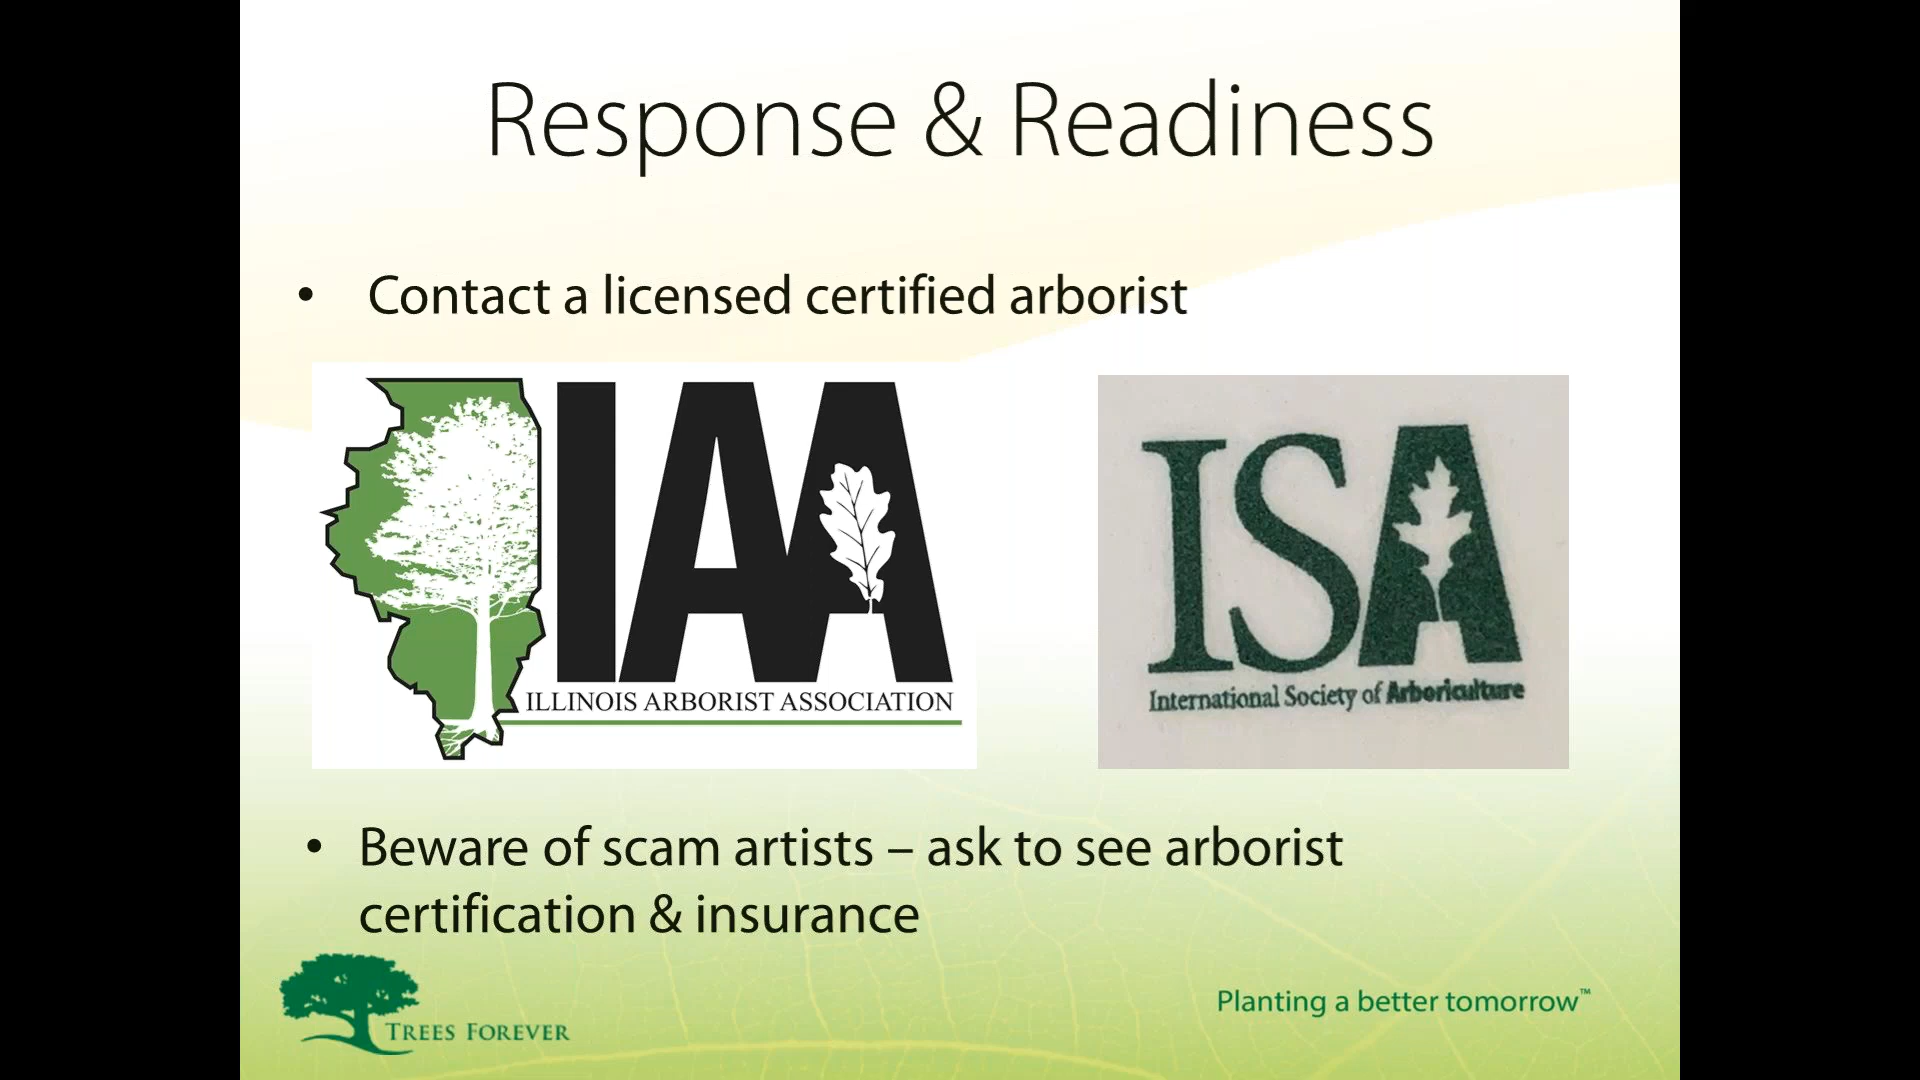 Response & Readiness
• Contact a licensed certified arborist
IAA
ILLINOIS ARBORIST ASSOCIATION
ISA
International Society of Arboriculture
• Beware of scam artists – ask to see arborist
certification & insurance
TREES FOREVER
Planting a better tomorrow™